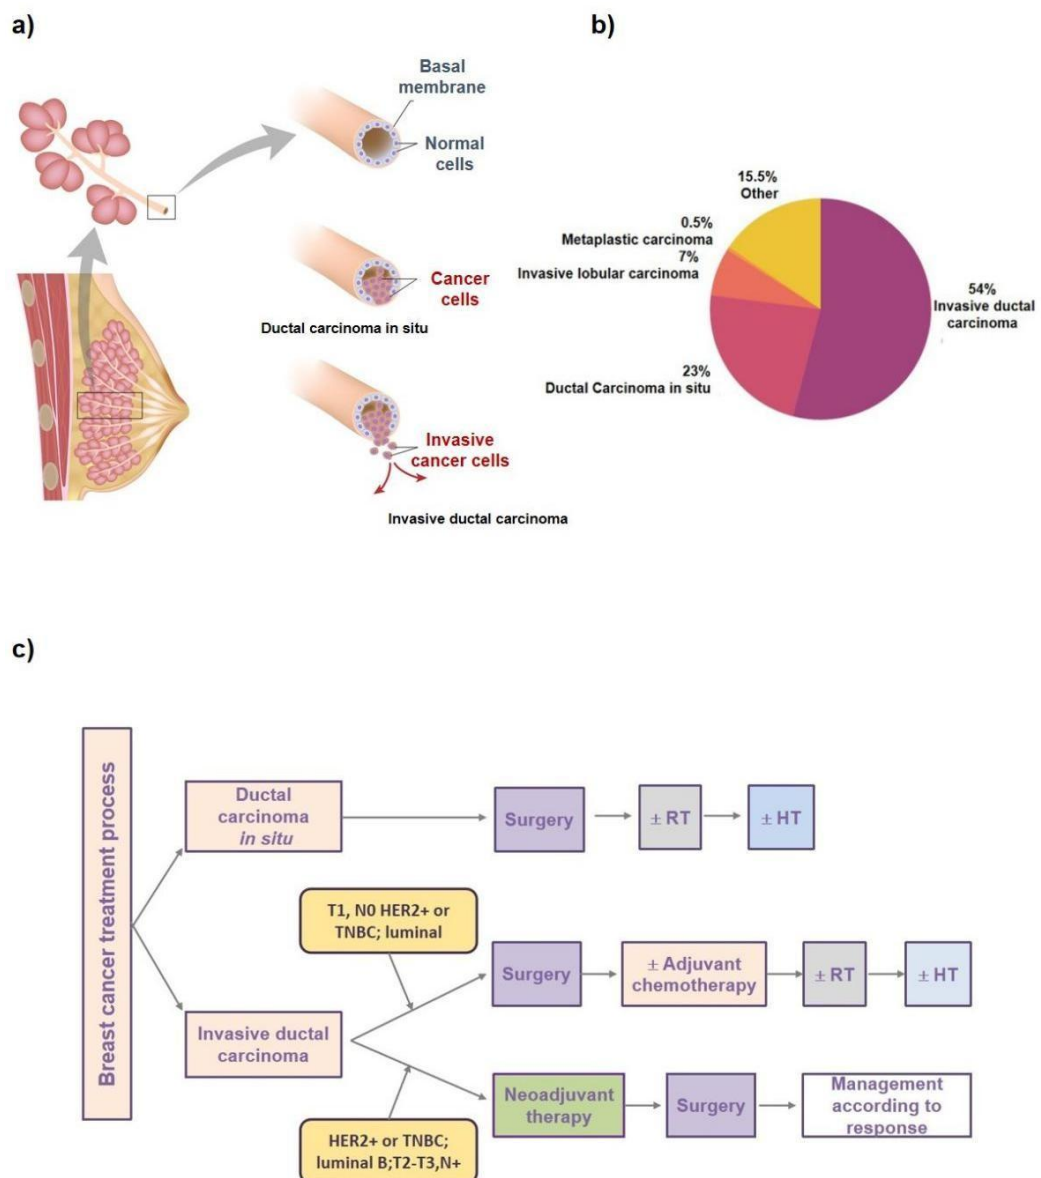 a)
Basal
membrane
Normal
cells
Cancer
cells
Ductal carcinoma in situ
Invasive
cancer cells
Invasive ductal carcinoma
b)
15.5%
Other
0.5%
Metaplastic carcinoma
7%
Invasive lobular carcinoma
54%
Invasive ductal
carcinoma
23%
Ductal Carcinoma in situ
c)
Breast cancer treatment process
Ductal
carcinoma
in situ
Surgery
± RT
± HT
T1, N0 HER2+ or
TNBC; luminal
Surgery
± Adjuvant
chemotherapy
± RT
± HT
Invasive ductal
carcinoma
Neoadjuvant
therapy
Surgery
Management
according to
response
HER2+ or TNBC;
luminal B;T2-T3,N+